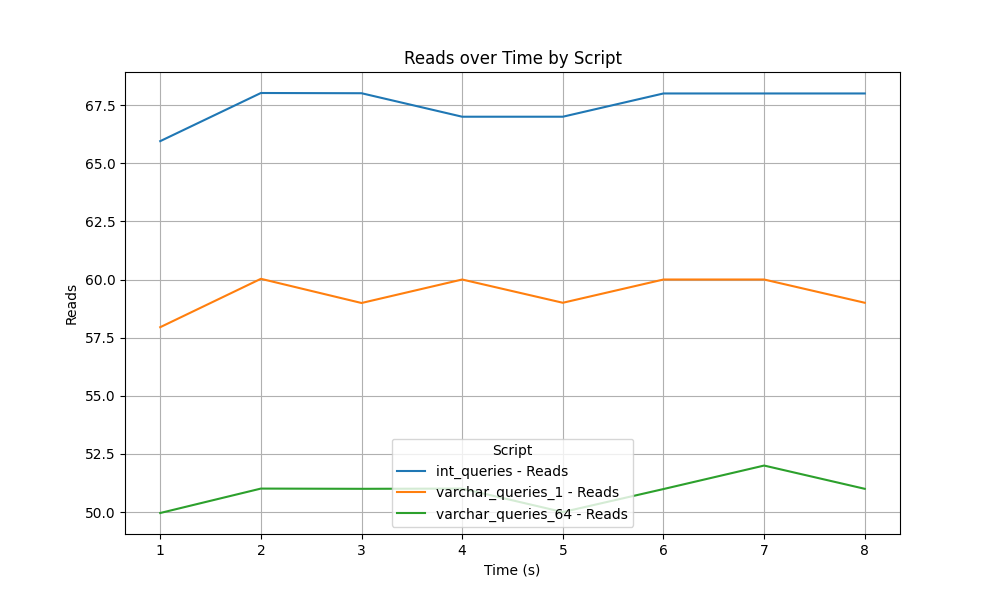 Reads over Time by Script
Reads
67.5
65.0
62.5
60.0
57.5
55.0
52.5
50.0
Script
int_queries - Reads
varchar_queries_1 - Reads
varchar_queries_64 - Reads
1 2 3 4 5 6 7 8
Time (s)